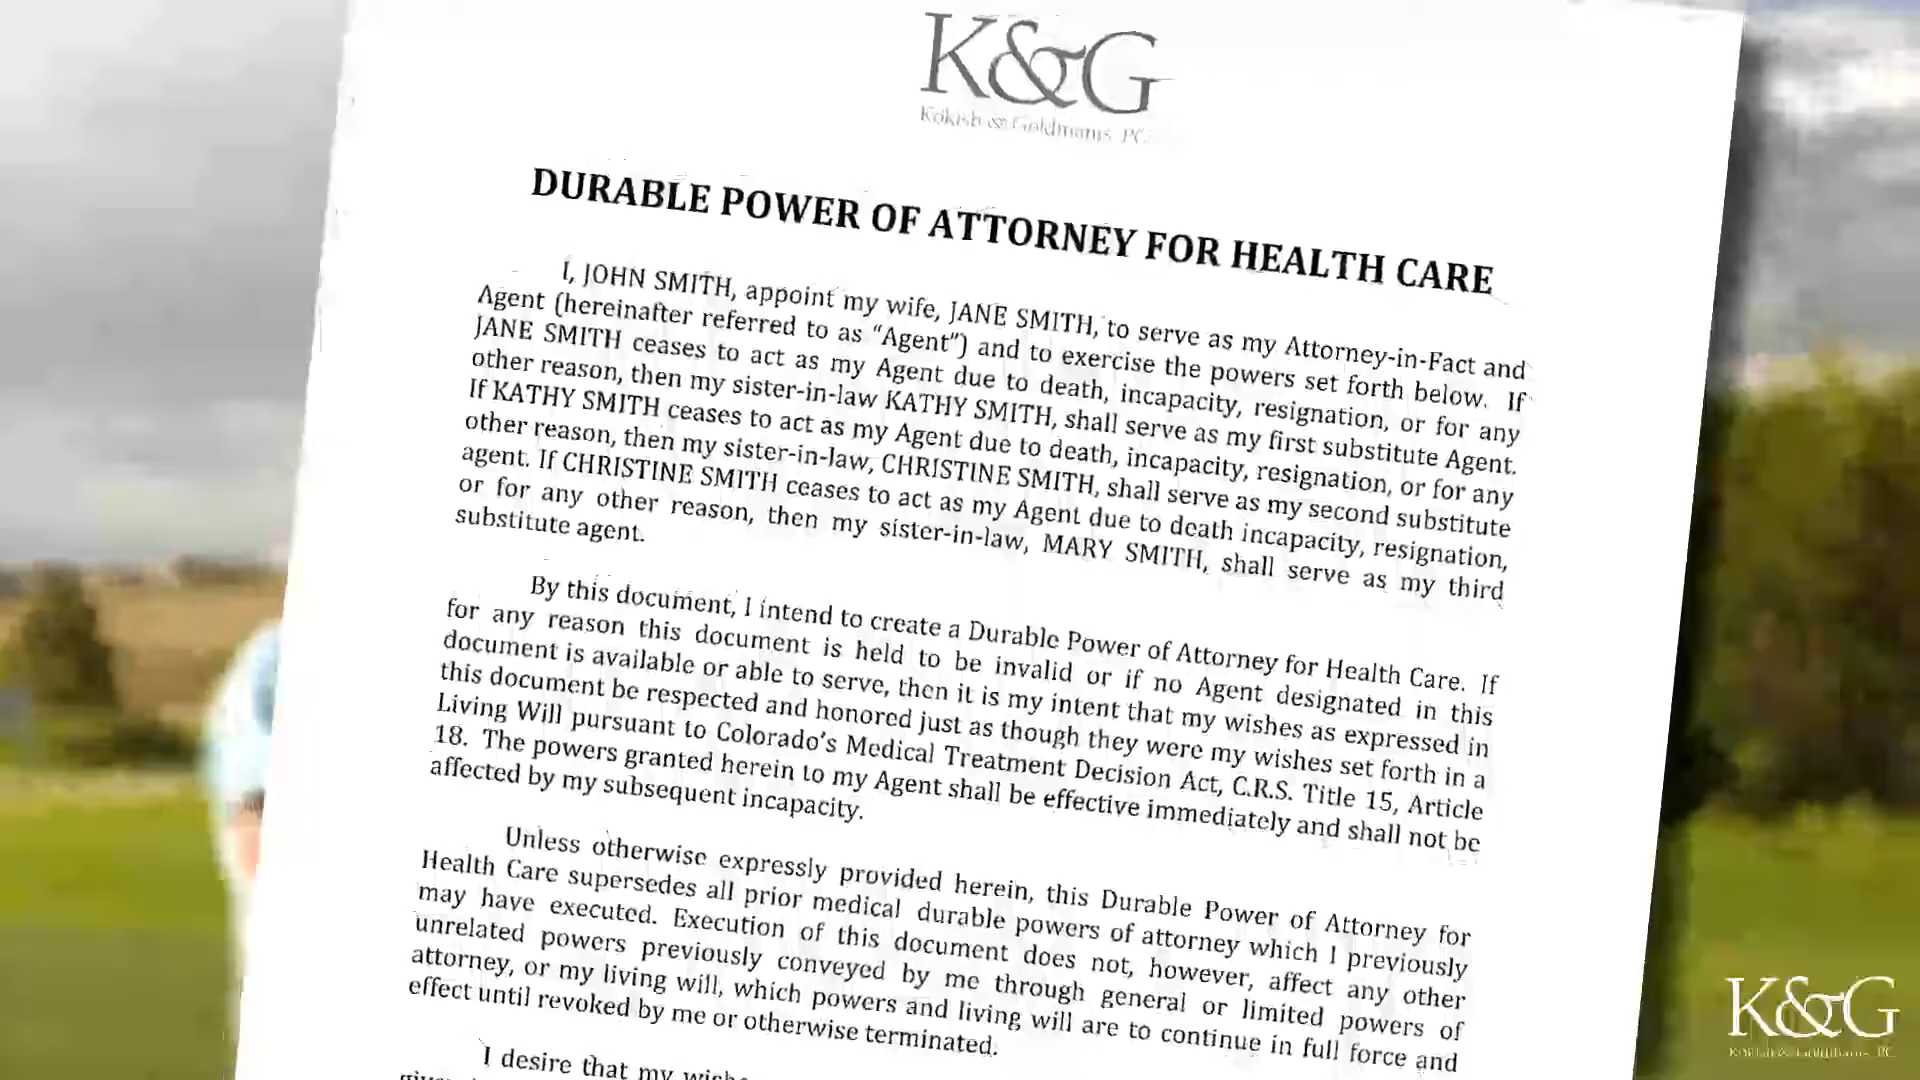 K&G
Kokish & Goldmanis, PC
DURABLE POWER OF ATTORNEY FOR HEALTH CARE
I, JOHN SMITH, appoint my wife, JANE SMITH, to serve as my Attorney-in-Fact and
Agent (hereinafter referred to as “Agent”) and to exercise the powers set forth below. If
JANE SMITH ceases to act as my Agent due to death, incapacity, resignation, or for any
other reason, then my sister-in-law KATHY SMITH, shall serve as my first substitute Agent.
If KATHY SMITH ceases to act as my Agent due to death, incapacity, resignation, or for any
other reason, then my sister-in-law, CHRISTINE SMITH, shall serve as my second substitute
agent. If CHRISTINE SMITH ceases to act as my Agent due to death incapacity, resignation,
or for any other reason, then my sister-in-law, MARY SMITH, shall serve as my third
substitute agent.
By this document, I intend to create a Durable Power of Attorney for Health Care. If
for any reason this document is held to be invalid or if no Agent designated in this
document is available or able to serve, then it is my intent that my wishes as expressed in
this document be respected and honored just as though they were my wishes set forth in a
Living Will pursuant to Colorado’s Medical Treatment Decision Act, C.R.S. Title 15, Article
18. The powers granted herein to my Agent shall be effective immediately and shall not be
affected by my subsequent incapacity.
Unless otherwise expressly provided herein, this Durable Power of Attorney for
Health Care supersedes all prior medical durable powers of attorney which I previously
may have executed. Execution of this document does not, however, affect any other
unrelated powers previously conveyed by me through general or limited powers of
attorney, or my living will, which powers and living will are to continue in full force and
effect until revoked by me or otherwise terminated.
I desire that my
K&G
Kokish & Goldmanis, PC